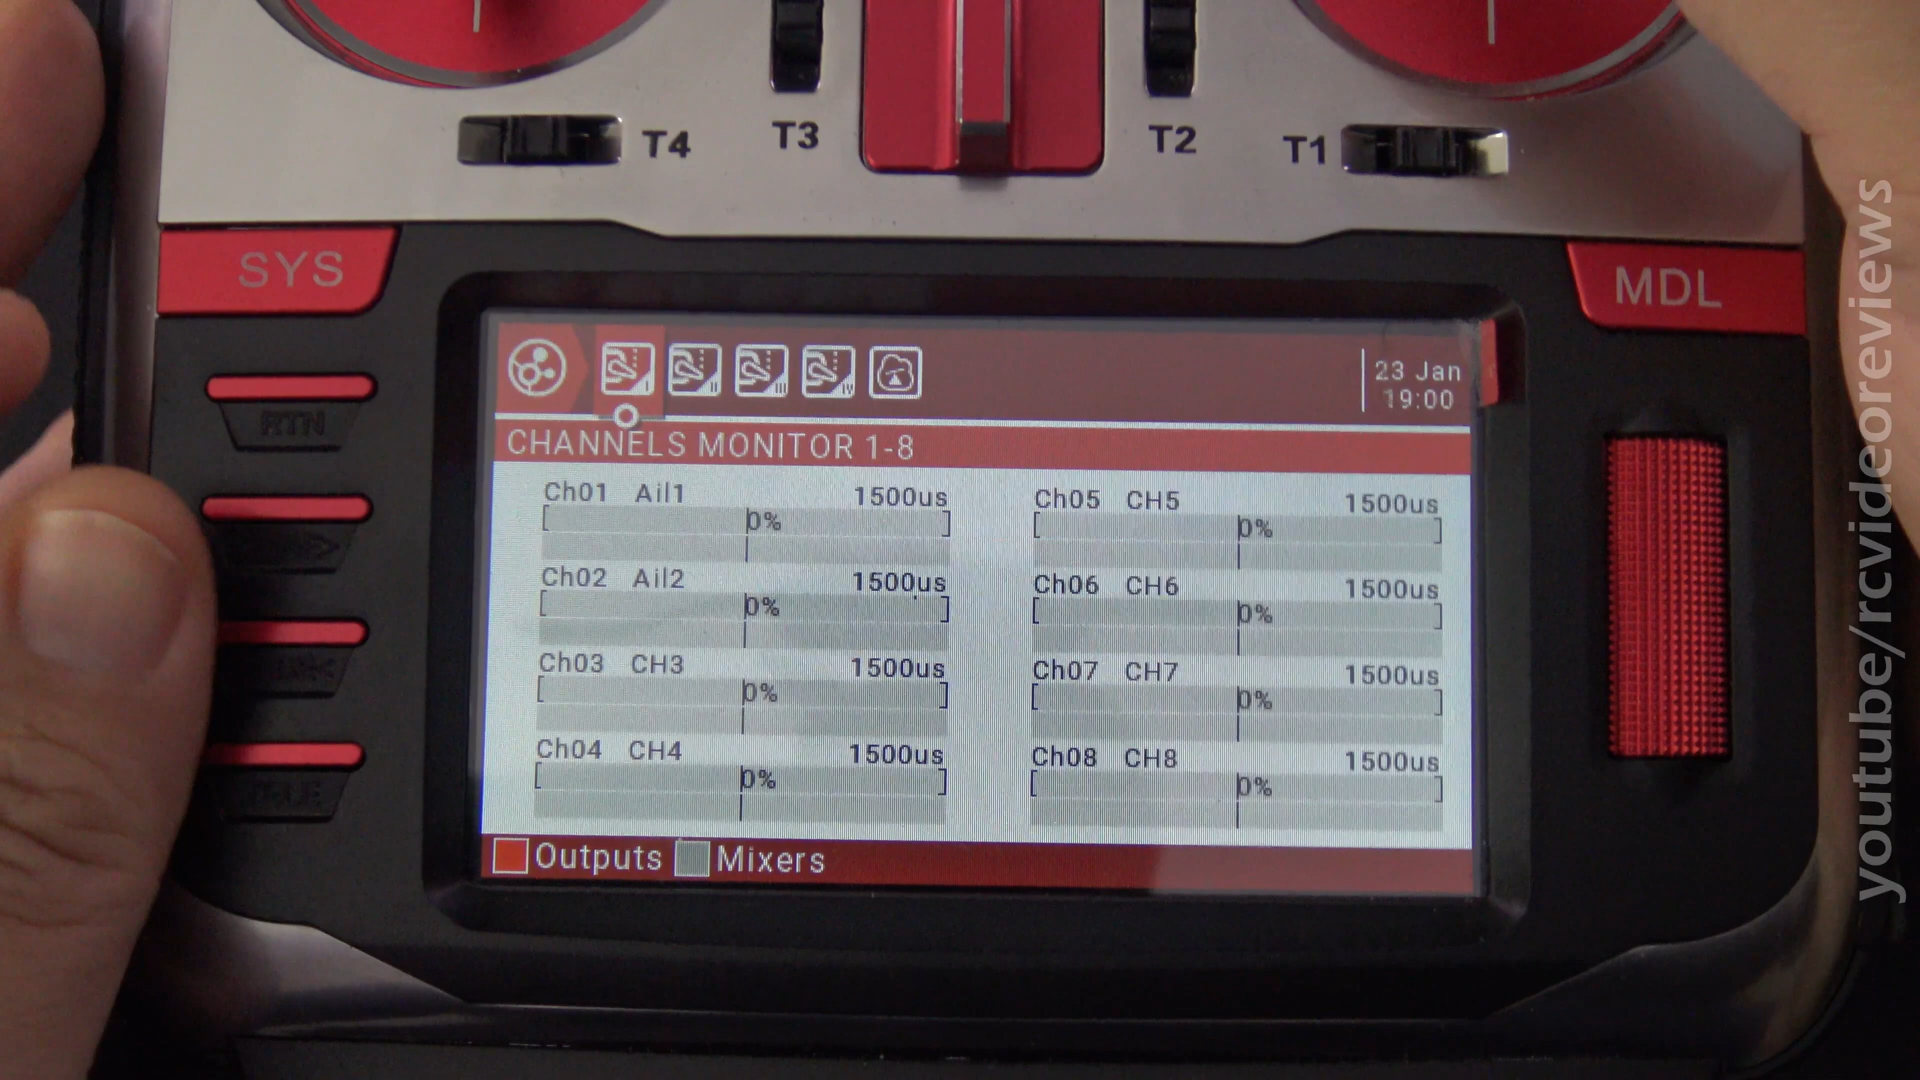 T4
T3
T2
T1
SYS
MDL
RTN
23 Jan
19:00
CHANNELS MONITOR 1-8
Ch01 Ail1 1500us
0%
Ch02 Ail2 1500us
0%
Ch03 CH3 1500us
0%
Ch04 CH4 1500us
0%
Ch05 CH5 1500us
0%
Ch06 CH6 1500us
0%
Ch07 CH7 1500us
0%
Ch08 CH8 1500us
0%
Outputs Mixers
TELE
youtube/rcvideoreviews